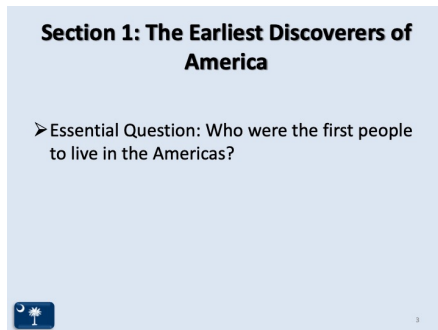 Section 1: The Earliest Discoverers of
America
➢Essential Question: Who were the first people
to live in the Americas?
3